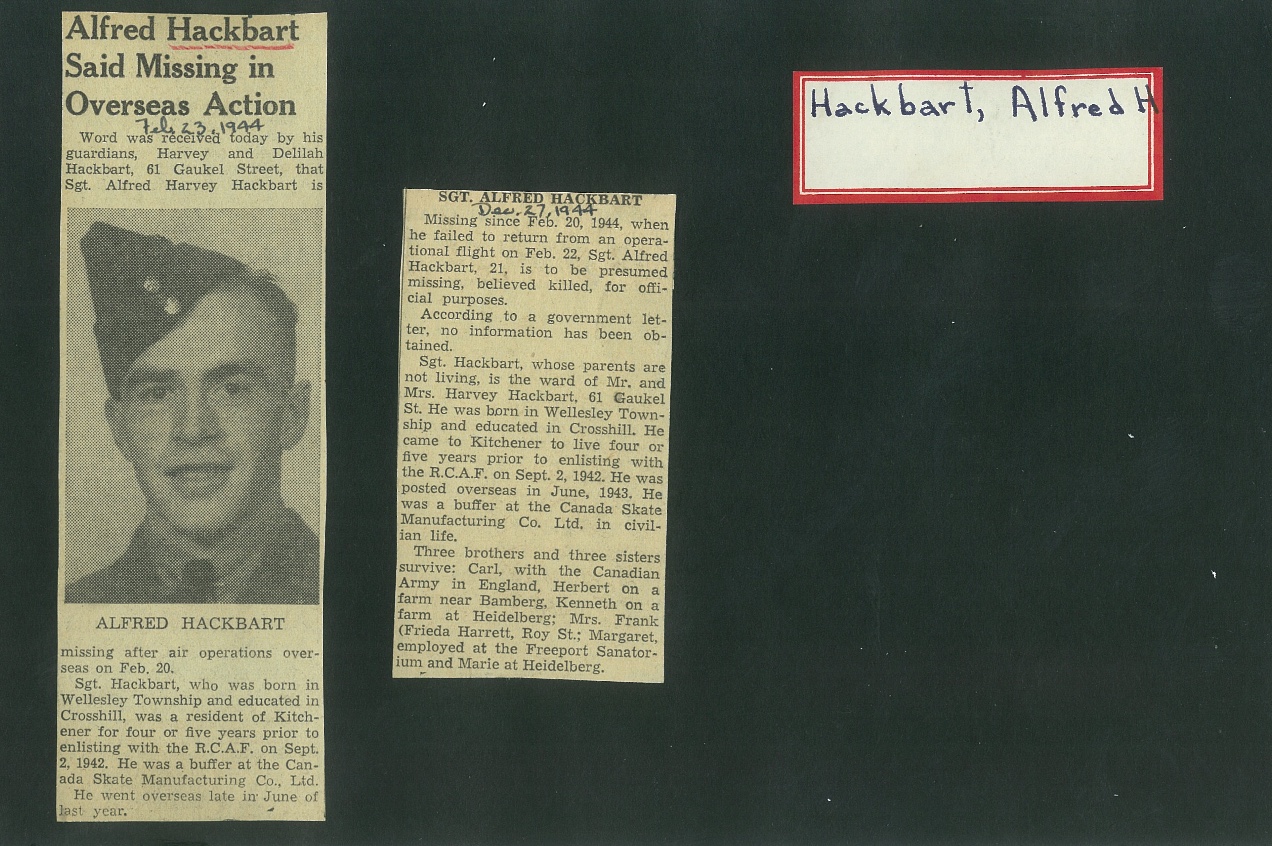 Alfred Hackbart
Said Missing in
Overseas Action
Feb. 23, 1944
Word was received today by his
guardians, Harvey and Delilah
Hackbart, 61 Gaukel Street, that
Sgt. Alfred Harvey Hackbart is
ALFRED HACKBART
missing after air operations over-
seas on Feb. 20.
Sgt. Hackbart, who was born in
Wellesley Township and educated in
Crosshill, was a resident of Kitch-
ener for four or five years prior to
enlisting with the R.C.A.F. on Sept.
2, 1942. He was a buffer at the Can-
ada Skate Manufacturing Co., Ltd.
He went overseas late in June of
last year.
SGT. ALFRED HACKBART
Dec. 27, 1944
Missing since Feb. 20, 1944, when
he failed to return from an opera-
tional flight on Feb. 22, Sgt. Alfred
Hackbart, 21, is to be presumed
missing, believed killed, for offi-
cial purposes.
According to a government let-
ter, no information has been ob-
tained.
Sgt. Hackbart, whose parents are
not living, is the ward of Mr. and
Mrs. Harvey Hackbart, 61 Gaukel
St. He was born in Wellesley Town-
ship and educated in Crosshill. He
came to Kitchener to live four or
five years prior to enlisting with
the R.C.A.F. on Sept. 2, 1942. He was
posted overseas in June, 1943. He
was a buffer at the Canada Skate
Manufacturing Co. Ltd. in civil-
ian life.
Three brothers and three sisters
survive: Carl, with the Canadian
Army in England, Herbert on a
farm near Bamberg, Kenneth on a
farm at Heidelberg; Mrs. Frank
(Frieda Harrett, Roy St.; Margaret,
employed at the Freeport Sanator-
ium and Marie at Heidelberg.
Hackbart, Alfred H